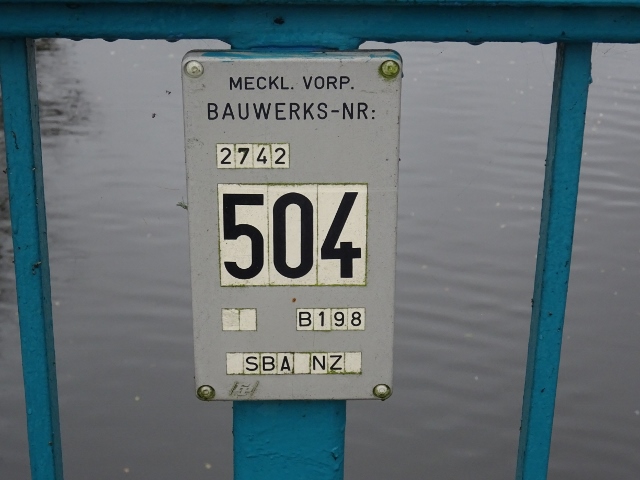 MECKL. VORP.
BAUWERKS-NR:
2742
504
B198
SBA NZ